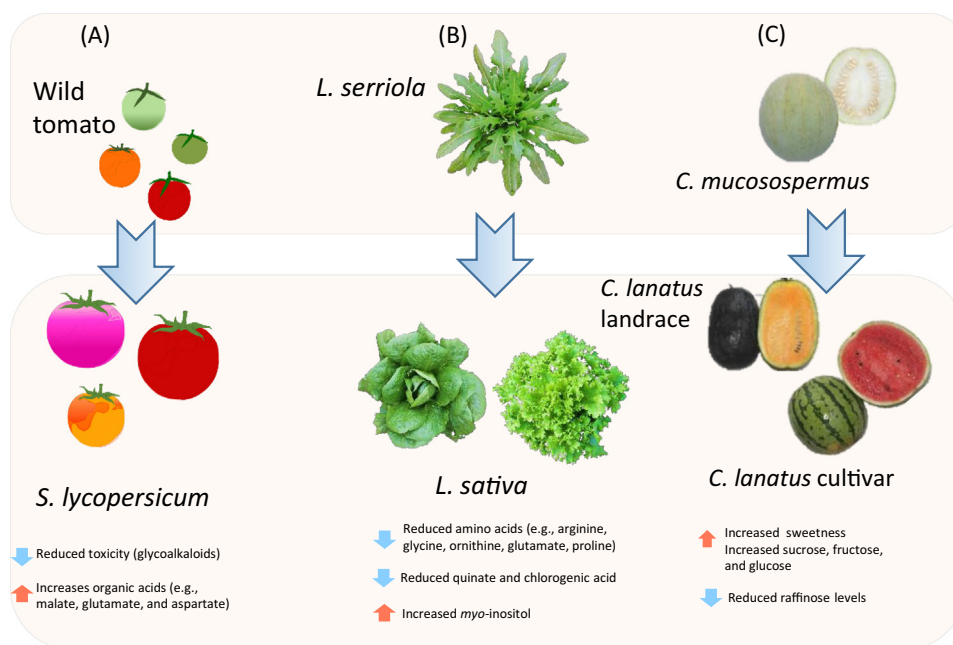 (A)
Wild
tomato
S. lycopersicum
Reduced toxicity (glycoalkaloids)
Increases organic acids (e.g.,
malate, glutamate, and aspartate)
(B)
L. serriola
L. sativa
Reduced amino acids (e.g., arginine,
glycine, ornithine, glutamate, proline)
Reduced quinate and chlorogenic acid
Increased myo-inositol
(C)
C. mucosospermus
C. lanatus
landrace
C. lanatus cultivar
Increased sweetness
Increased sucrose, fructose,
and glucose
Reduced raffinose levels